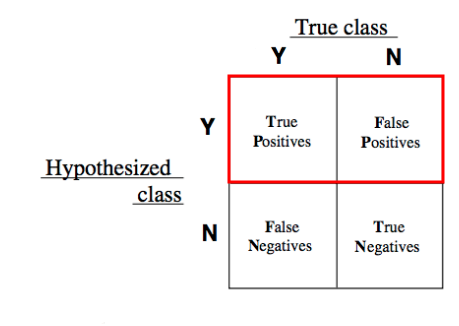 True class
Y N
Y
True
Positives
False
Positives
Hypothesized
class
N
False
Negatives
True
Negatives